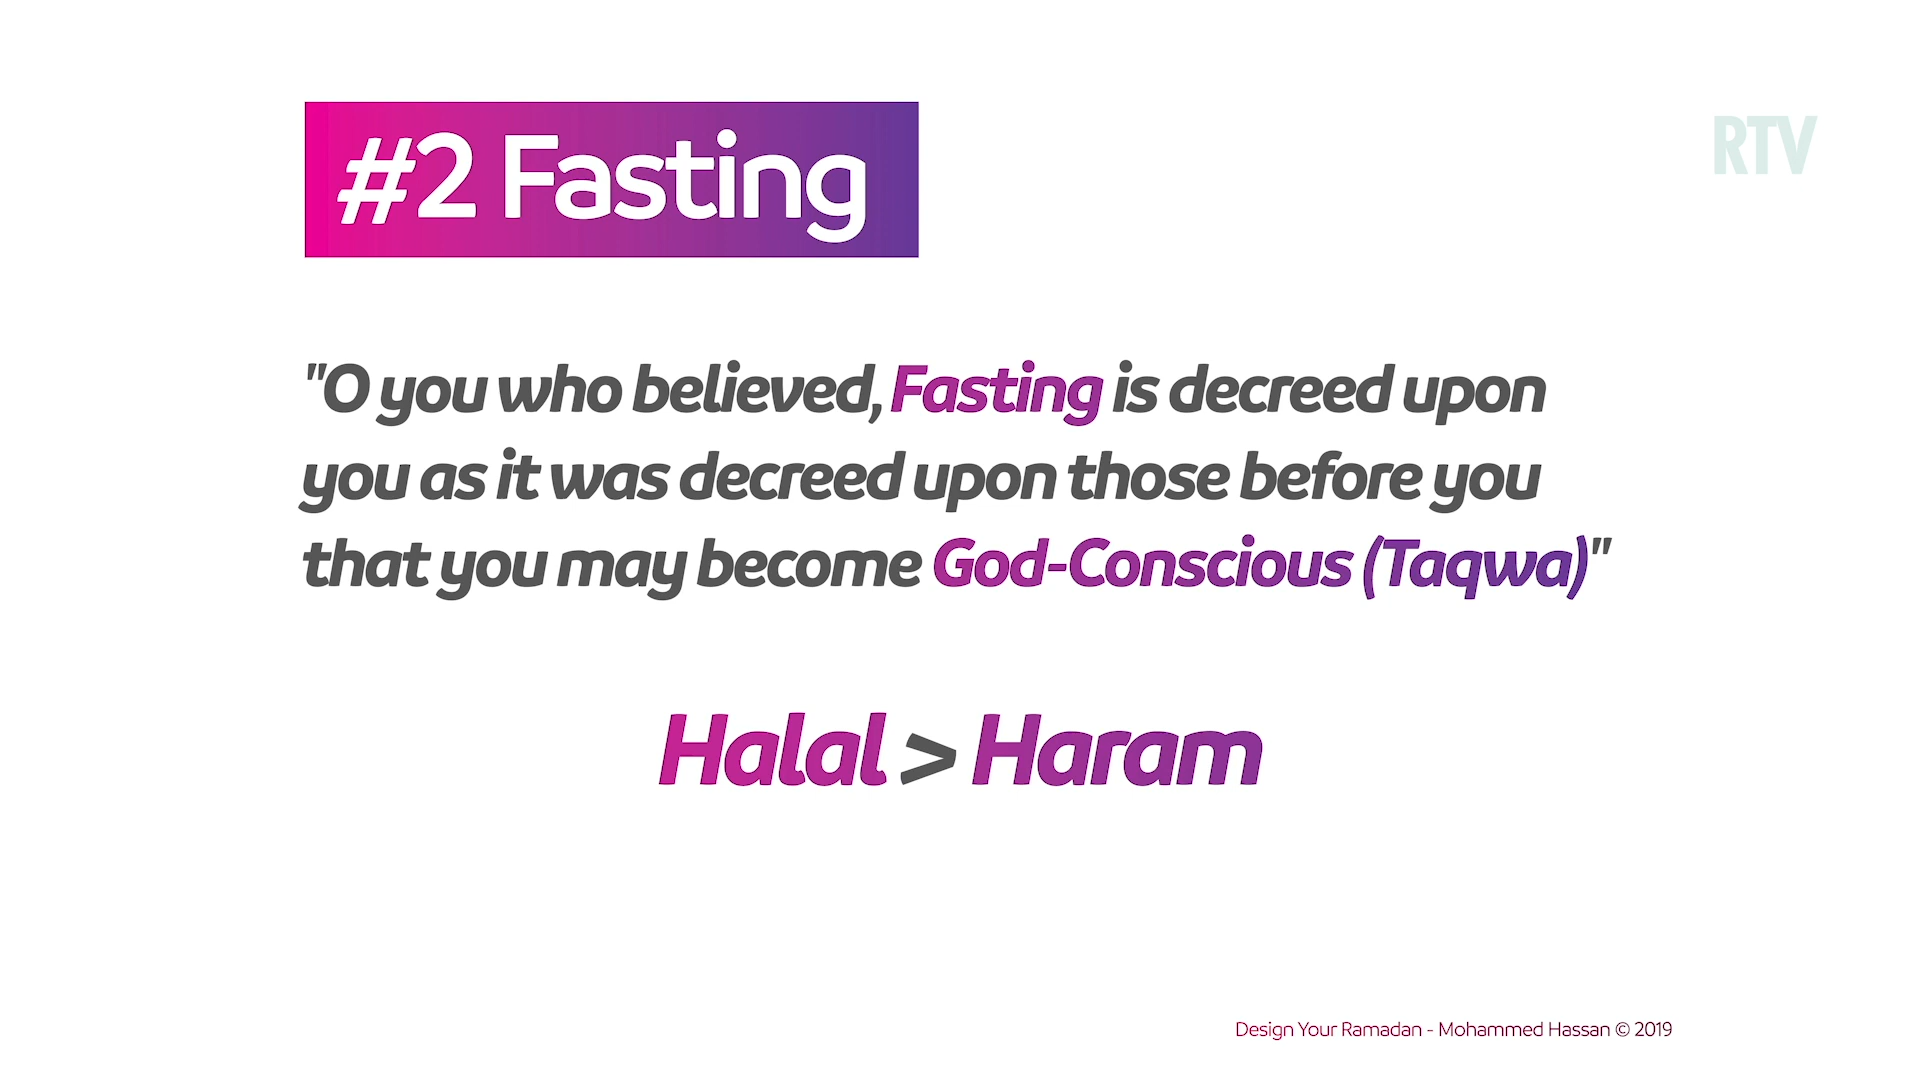 #2 Fasting
RTV
"O you who believed, Fasting is decreed upon
you as it was decreed upon those before you
that you may become God-Conscious (Taqwa)"
Halal > Haram
Design Your Ramadan - Mohammed Hassan © 2019